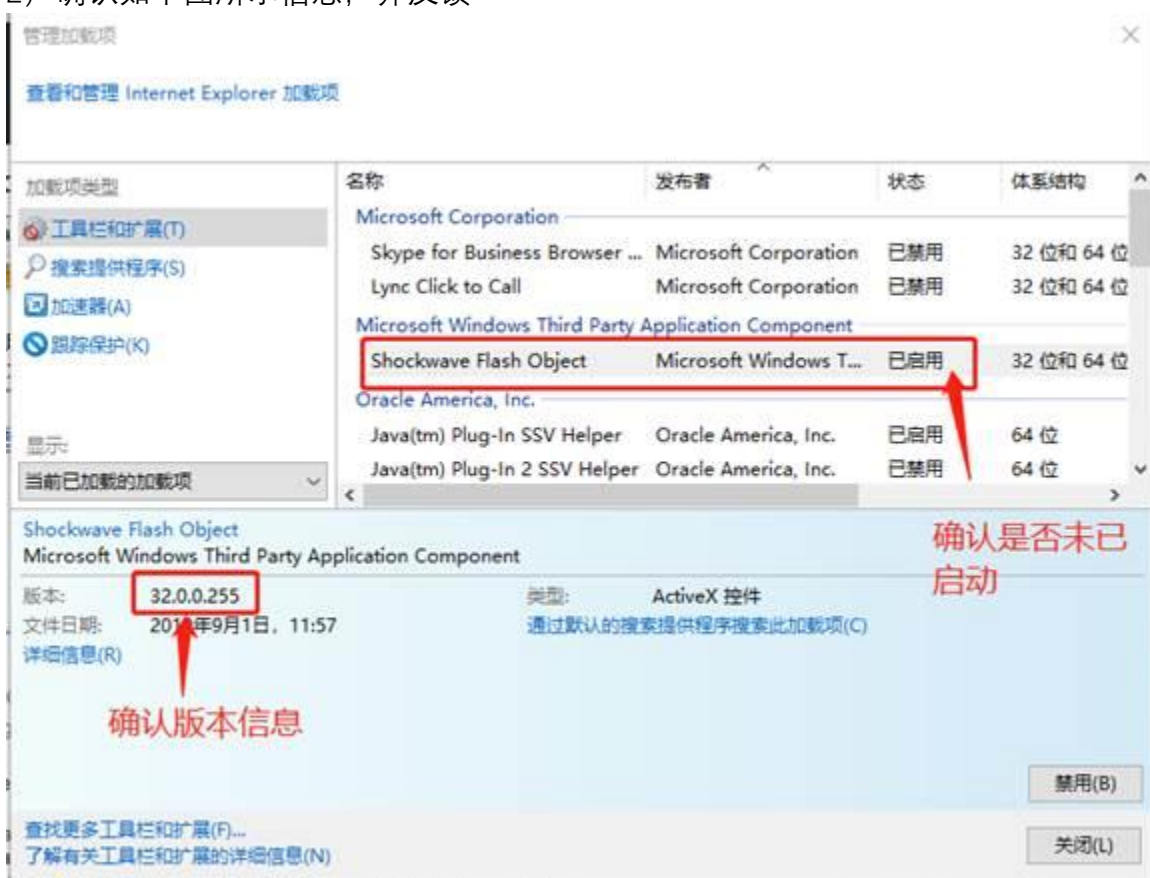 管理加载项
查看和管理 Internet Explorer 加载项
加载项类型
工具栏和扩展(T)
搜索提供程序(S)
加速器(A)
跟踪保护(K)
显示:
当前已加载的加载项
名称 发布者 状态 体系结构
Microsoft Corporation
Skype for Business Browser ... Microsoft Corporation 已禁用 32 位和 64 位
Lync Click to Call Microsoft Corporation 已禁用 32 位和 64 位
Microsoft Windows Third Party Application Component
Shockwave Flash Object Microsoft Windows T... 已启用 32 位和 64 位
Oracle America, Inc.
Java(tm) Plug-In SSV Helper Oracle America, Inc. 已启用 64 位
Java(tm) Plug-In 2 SSV Helper Oracle America, Inc. 已禁用 64 位
确认是否未已
启动
Shockwave Flash Object
Microsoft Windows Third Party Application Component
版本: 32.0.0.255 类型: ActiveX 控件
文件日期: 年9月1日，11:57 通过默认的搜索提供程序搜索此加载项(C)
详细信息(R)
确认版本信息
禁用(B)
查找更多工具栏和扩展(F)...
了解有关工具栏和扩展的详细信息(N)
关闭(L)